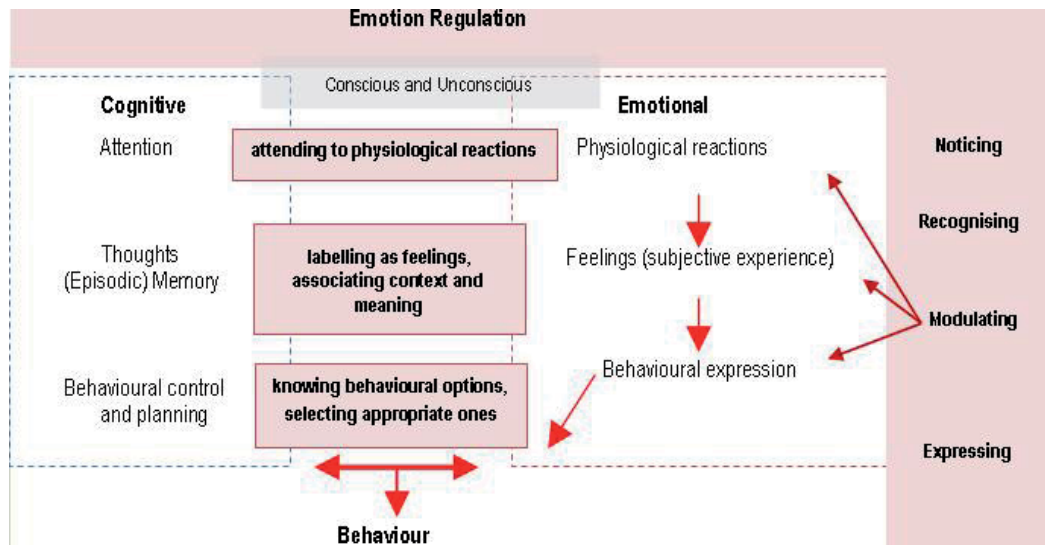 Emotion Regulation
Conscious and Unconscious
Cognitive
Emotional
Attention
attending to physiological reactions
Physiological reactions
Noticing
Recognising
Thoughts
(Episodic) Memory
labelling as feelings,
associating context and
meaning
Feelings (subjective experience)
Modulating
Behavioural control
and planning
knowing behavioural options,
selecting appropriate ones
Behavioural expression
Expressing
Behaviour